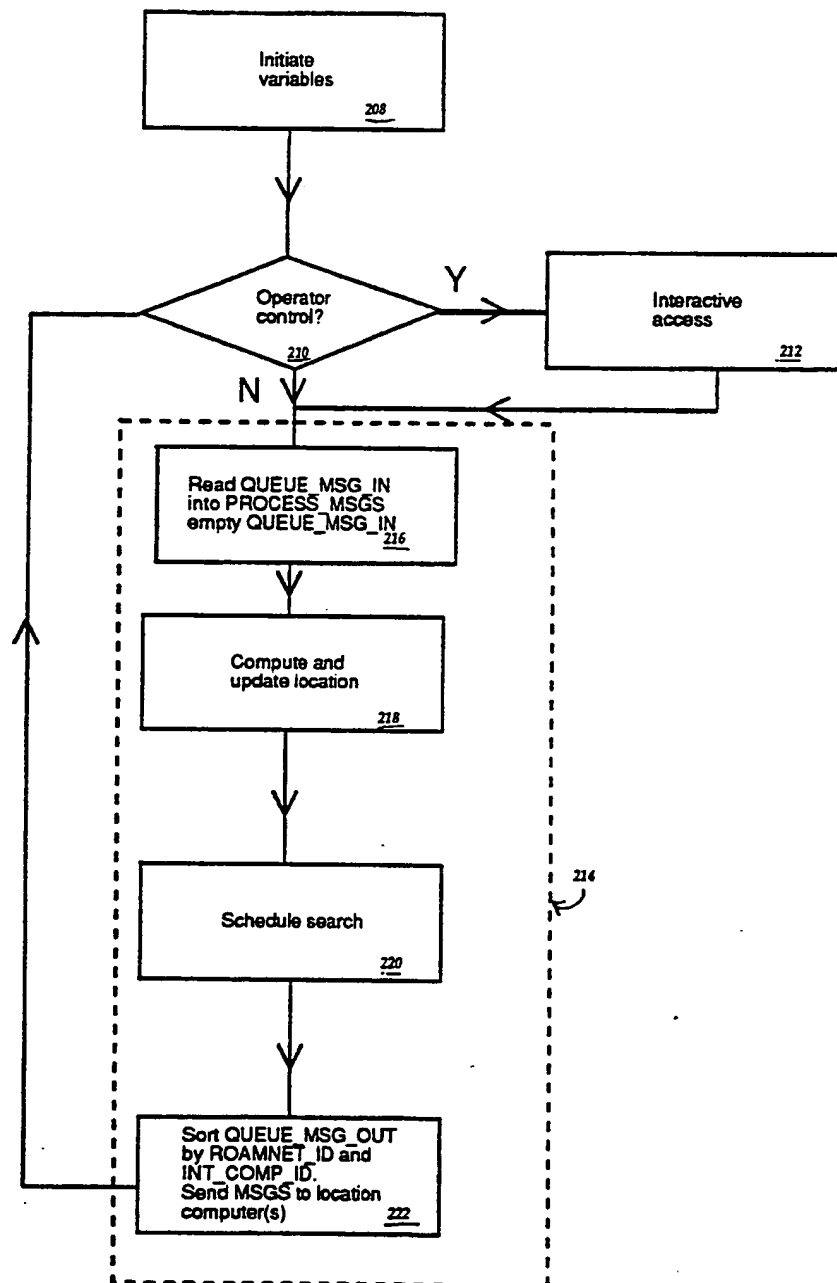 Initiate
variables
208
Operator
control?
210
Y
N
Interactive
access
212
Read QUEUE_MSG_IN
into PROCESS_MSGS
empty QUEUE_MSG_IN
216
Compute and
update location
218
214
Schedule search
220
Sort QUEUE_MSG_OUT
by ROAMNET_ID and
INT_COMP_ID.
Send MSGS to location
computer(s)
222